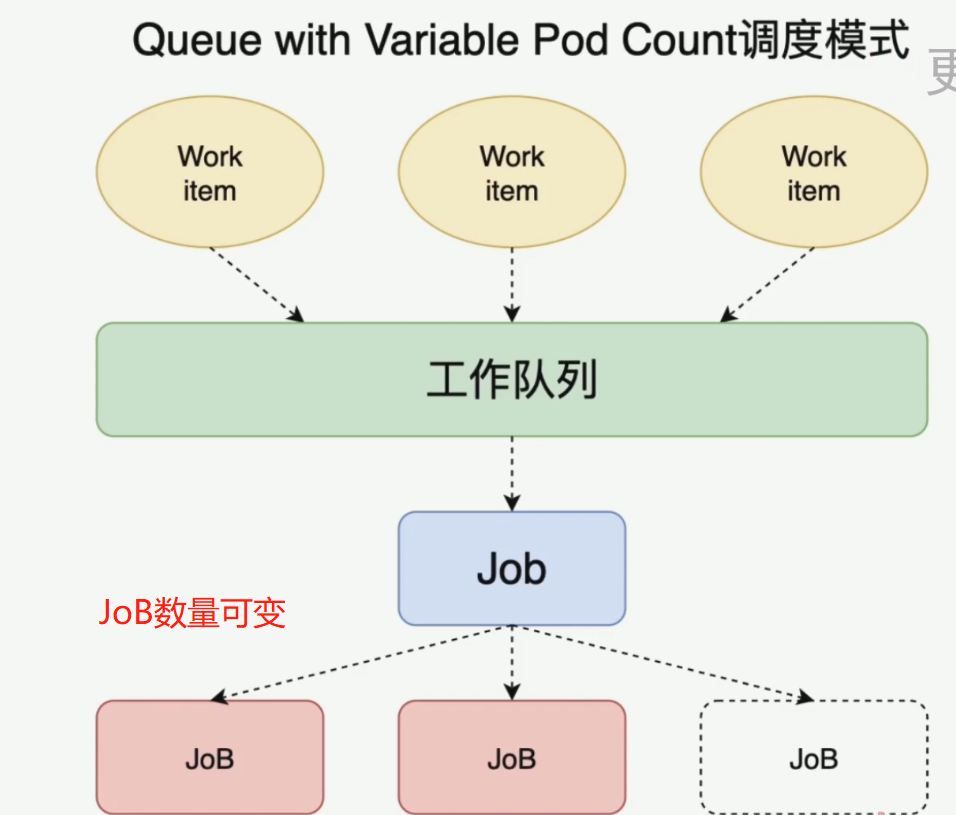 Queue with Variable Pod Count调度模式
更
Work
item
Work
item
Work
item
工作队列
Job
JoB数量可变
JoB
JoB
JoB